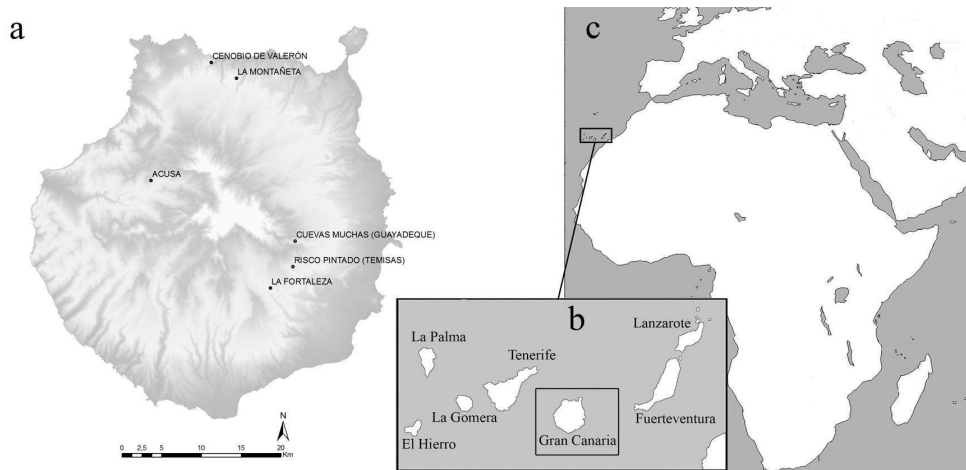 a
CENOBIO DE VALERÓN
LA MONTAÑETA
ACUSA
CUEVAS MUCHAS (GUAYADEQUE)
RISCO PINTADO (TEMISAS)
LA FORTALEZA
N
0 2,5 5 10 15 20
Km
c
b
Lanzarote
La Palma
Tenerife
La Gomera
Fuerteventura
El Hierro
Gran Canaria